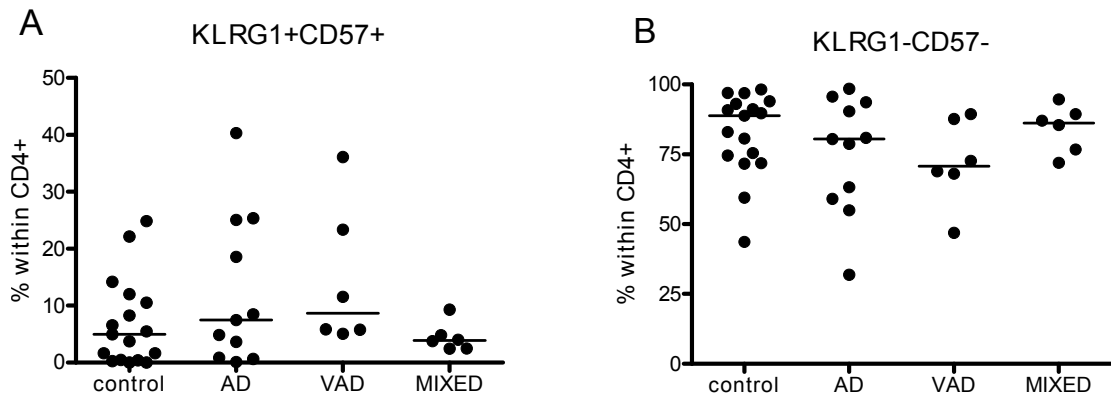 A
KLRG1+CD57+
% within CD4+
50
40
30
20
10
0
control AD VAD MIXED
B
KLRG1-CD57-
% within CD4+
100
75
50
25
0
control AD VAD MIXED